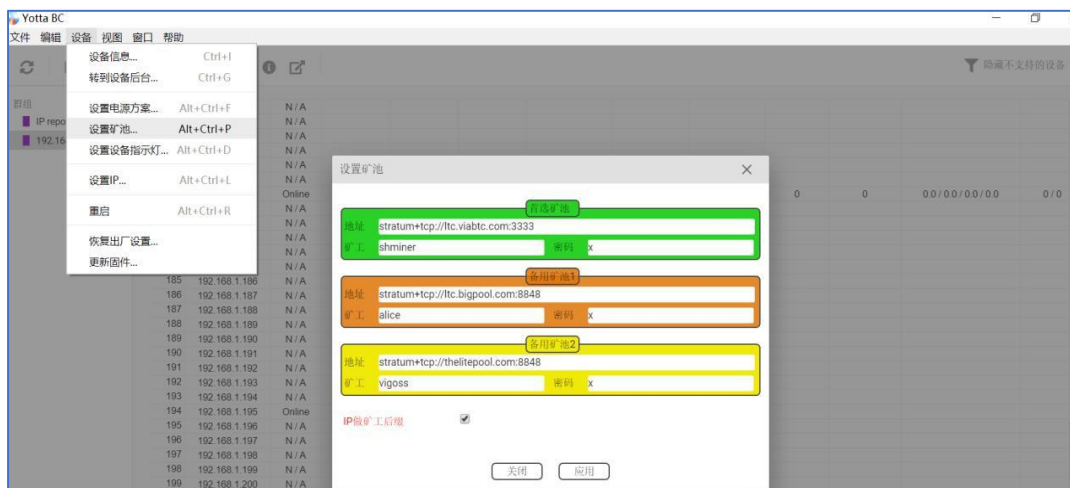 Yotta BC
文件 编辑 设备 视图 窗口 帮助
设备信息... Ctrl+I
转到设备后台... Ctrl+G
设置电源方案... Alt+Ctrl+F
设置矿池... Alt+Ctrl+P
设置设备指示灯... Alt+Ctrl+D
设置IP... Alt+Ctrl+L
重启 Alt+Ctrl+R
恢复出厂设置...
更新固件...
隐藏不支持的设备
群组
IP repo
192.16
N/A
N/A
N/A
N/A
N/A
N/A
Online 0 0 0.0/0.0/0.0/0.0 0/0
N/A
N/A
N/A
N/A
N/A
185 192.168.1.186 N/A
186 192.168.1.187 N/A
187 192.168.1.188 N/A
188 192.168.1.189 N/A
189 192.168.1.190 N/A
190 192.168.1.191 N/A
191 192.168.1.192 N/A
192 192.168.1.193 N/A
193 192.168.1.194 N/A
194 192.168.1.195 Online
195 192.168.1.196 N/A
196 192.168.1.197 N/A
197 192.168.1.198 N/A
198 192.168.1.199 N/A
199 192.168.1.200 N/A
设置矿池
首选矿池
地址 stratum+tcp://ltc.viabtc.com:3333
矿工 shminer 密码 x
备用矿池1
地址 stratum+tcp://ltc.bigpool.com:8848
矿工 alice 密码 x
备用矿池2
地址 stratum+tcp://thelitepool.com:8848
矿工 vigoss 密码 x
IP做矿工后缀
关闭 应用